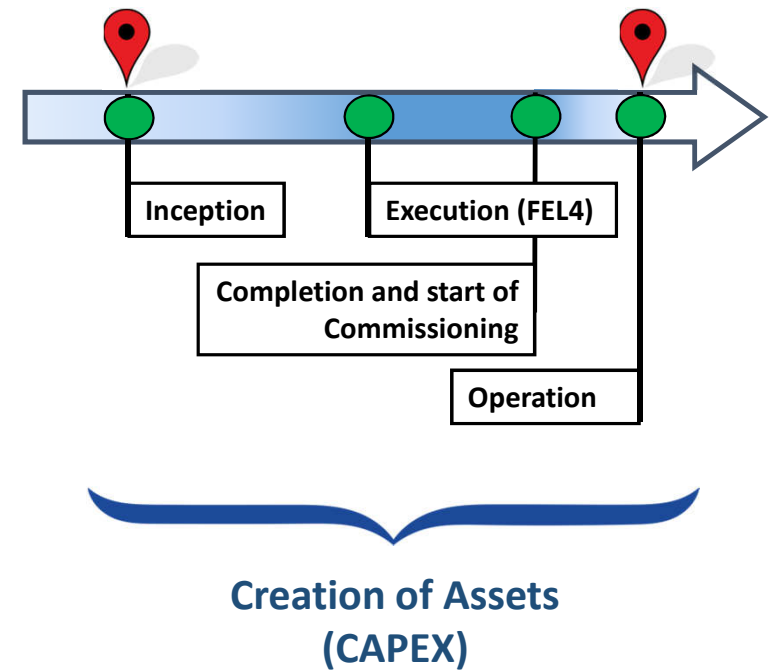 Inception
Execution (FEL4)
Completion and start of
Commissioning
Operation
Creation of Assets
(CAPEX)